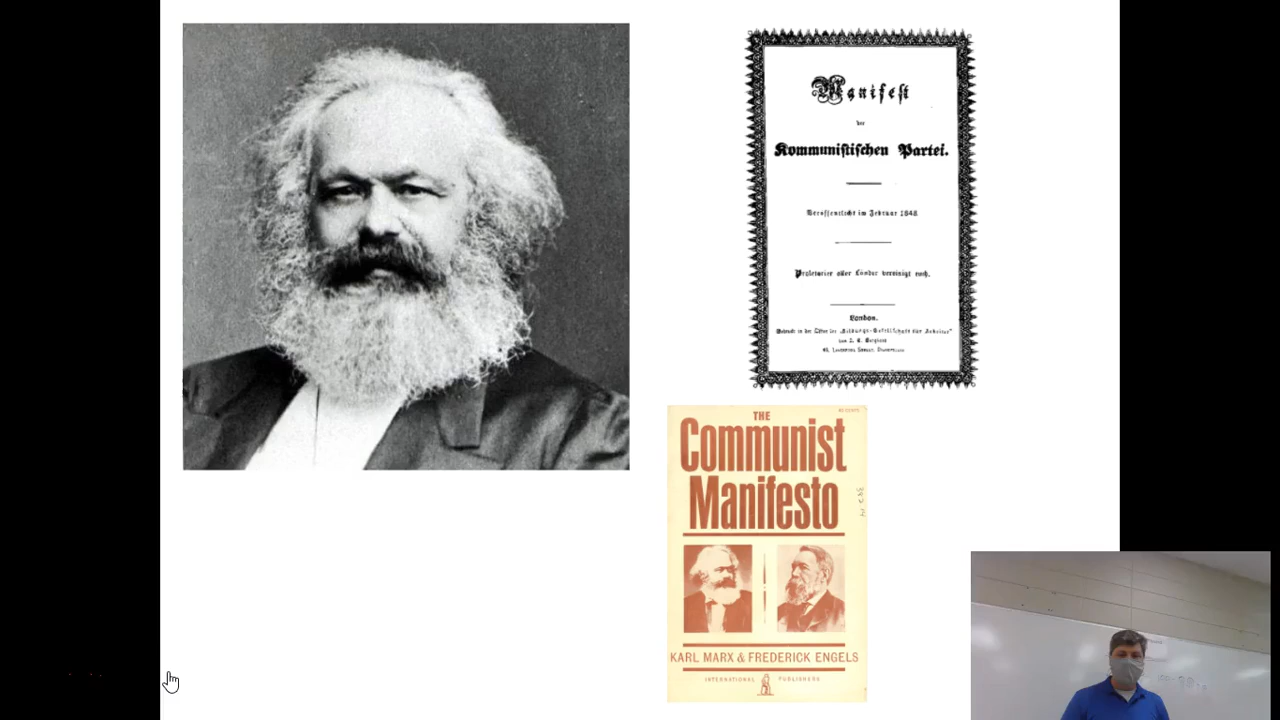 Manifest
der
Kommunistischen Partei.
Veröffentlicht im Februar 1848.
Proletarier aller Länder vereinigt euch.
London.
THE
Communist
Manifesto
KARL MARX & FREDERICK ENGELS
INTERNATIONAL PUBLISHERS